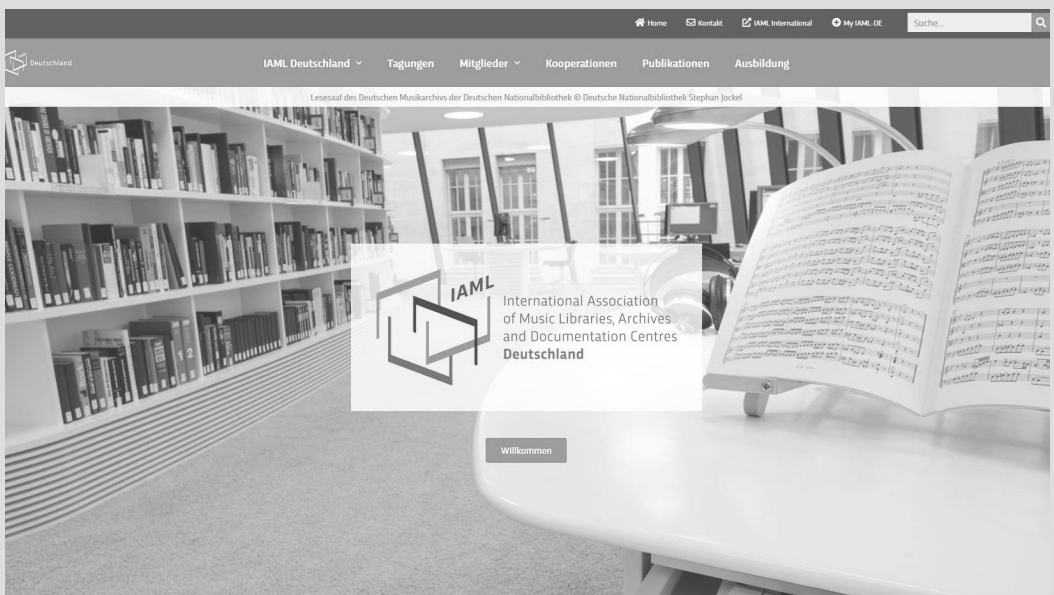 Home Kontakt IAML International My IAML-DE Suche...
Deutschland IAML Deutschland Tagungen Mitglieder Kooperationen Publikationen Ausbildung
Lesesaal des Deutschen Musikarchivs der Deutschen Nationalbibliothek © Deutsche Nationalbibliothek Stephan Jockel
IAML
International Association
of Music Libraries, Archives
and Documentation Centres
Deutschland
Willkommen